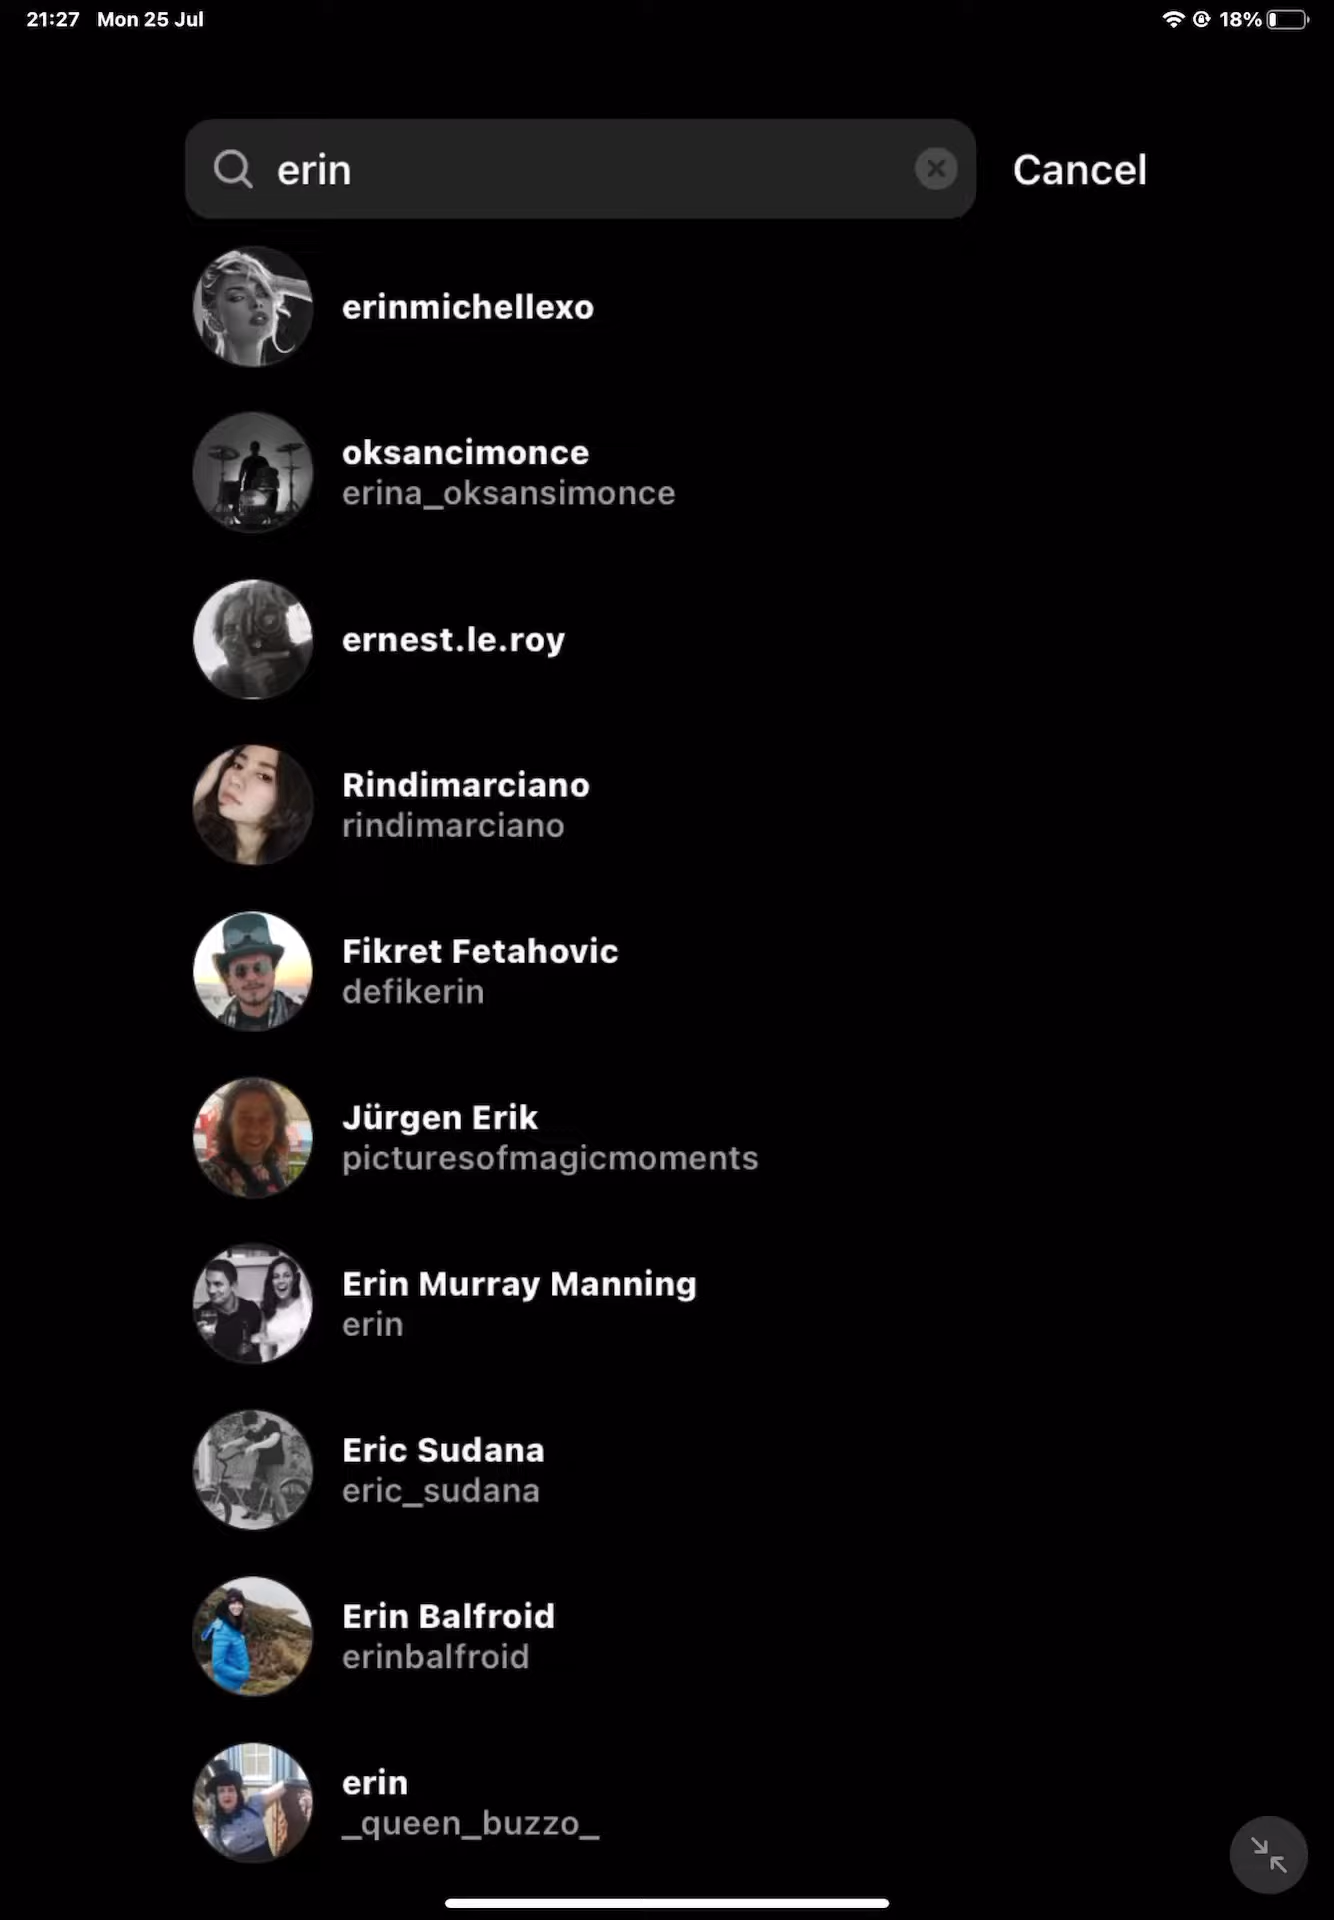 21:27 Mon 25 Jul 18%
erin Cancel
erinmichellexo
oksancimonce
erina_oksansimonce
ernest.le.roy
Rindimarciano
rindimarciano
Fikret Fetahovic
defikerin
Jürgen Erik
picturesofmagicmoments
Erin Murray Manning
erin
Eric Sudana
eric_sudana
Erin Balfroid
erinbalfroid
erin
_queen_buzzo_